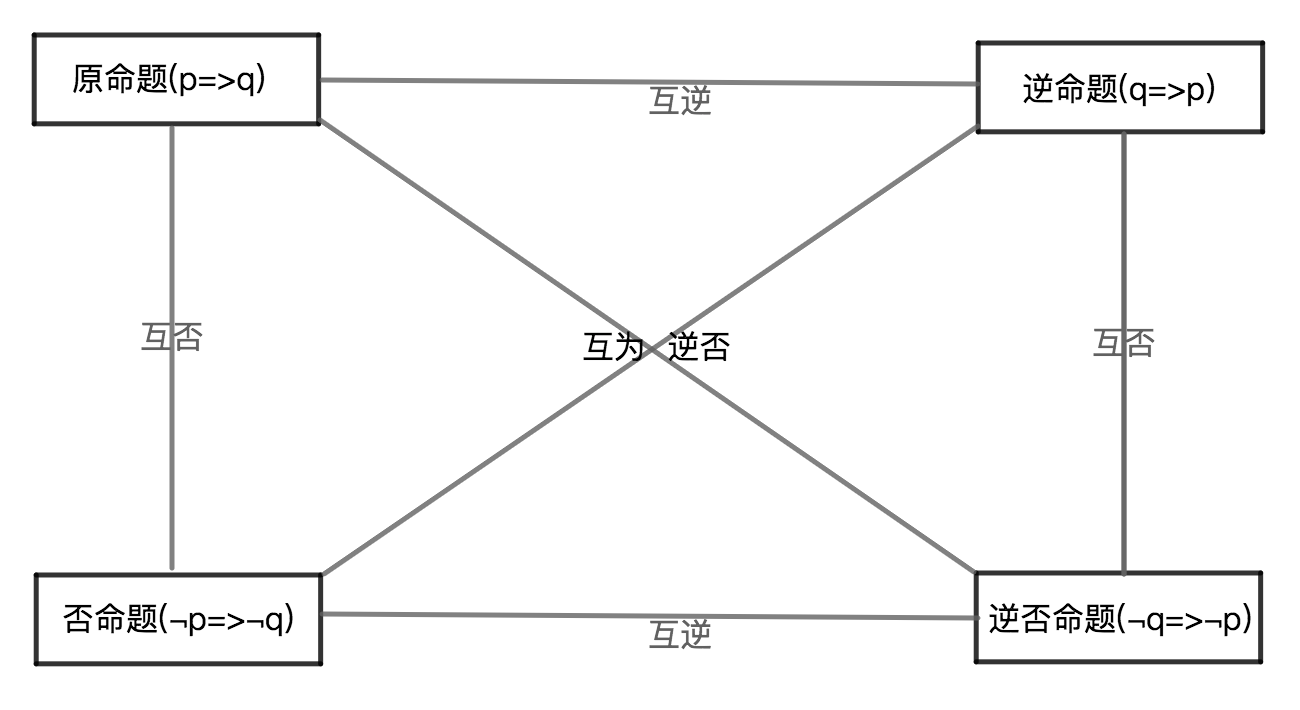 原命题(p=>q)
互逆
逆命题(q=>p)
互否
互为 逆否
互否
否命题(¬p=>¬q)
互逆
逆否命题(¬q=>¬p)